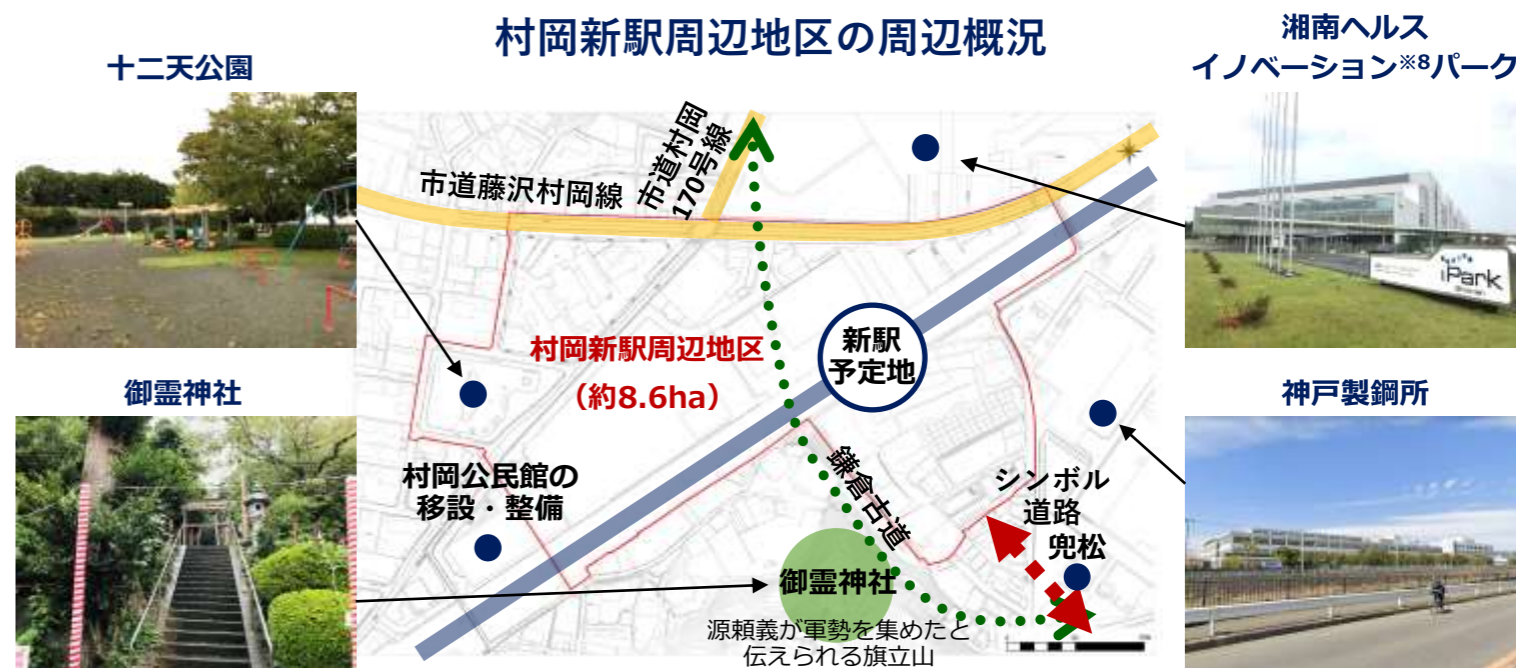 村岡新駅周辺地区の周辺概況
十二天公園
湘南ヘルス
イノベーション※8パーク
市道藤沢村岡線
市道村岡
170号線
iPark
村岡新駅周辺地区
（約8.6ha）
新駅
予定地
御霊神社
神戸製鋼所
村岡公民館の
移設・整備
鎌倉古道
シンボル
道路
兜松
御霊神社
源頼義が軍勢を集めたと
伝えられる旗立山